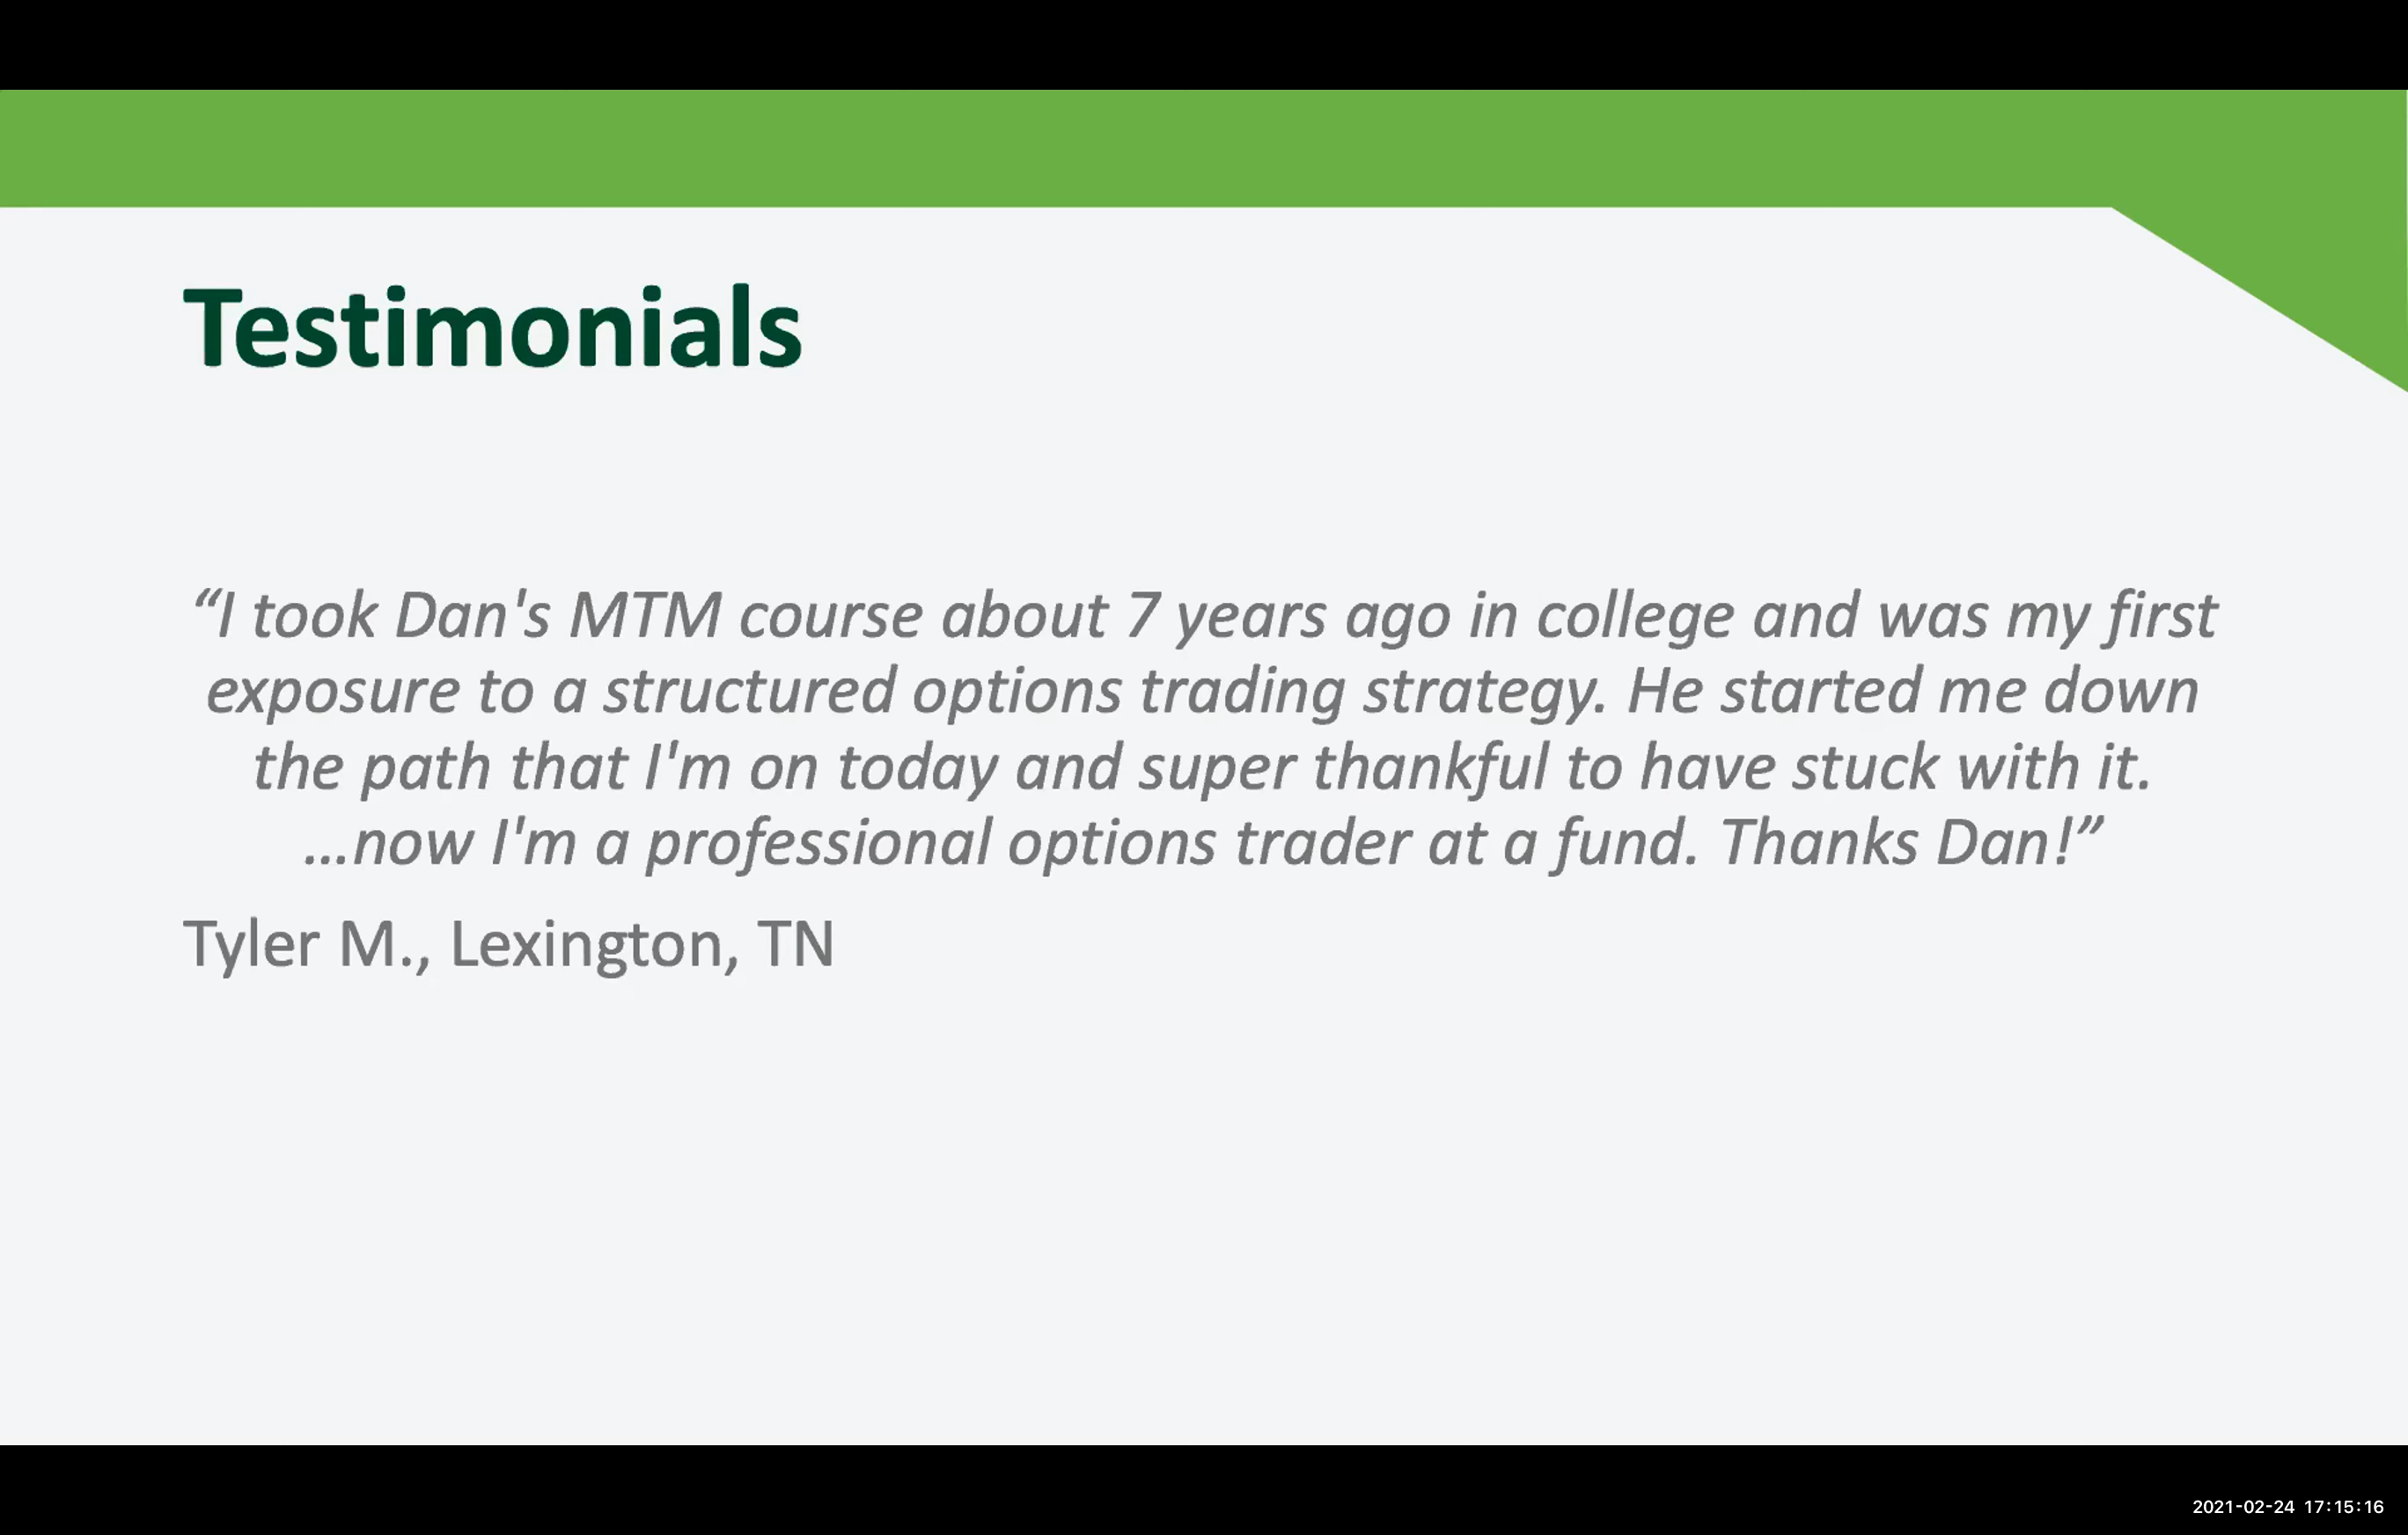 Testimonials
“I took Dan's MTM course about 7 years ago in college and was my first
exposure to a structured options trading strategy. He started me down
the path that I'm on today and super thankful to have stuck with it.
...now I'm a professional options trader at a fund. Thanks Dan!”
Tyler M., Lexington, TN
2021-02-24 17:15:16